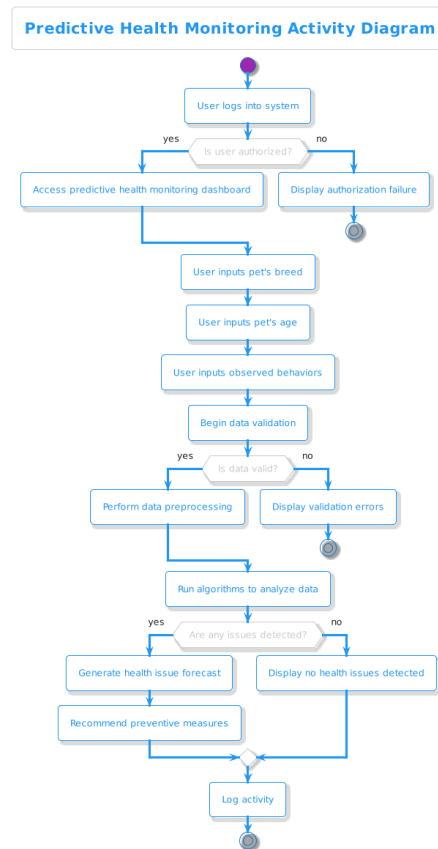 Predictive Health Monitoring Activity Diagram
User logs into system
yes
Is user authorized?
no
Access predictive health monitoring dashboard
Display authorization failure
User inputs pet's breed
User inputs pet's age
User inputs observed behaviors
Begin data validation
yes
Is data valid?
no
Perform data preprocessing
Display validation errors
Run algorithms to analyze data
yes
Are any issues detected?
no
Generate health issue forecast
Display no health issues detected
Recommend preventive measures
Log activity